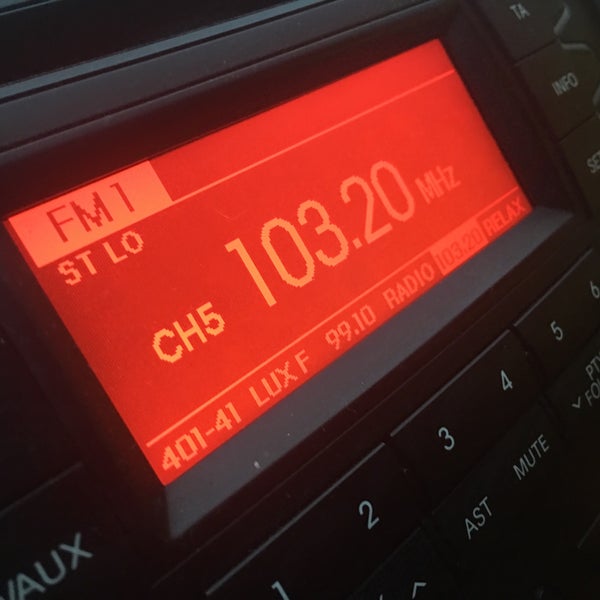 TA
INFO
FM1
ST LO
CH5 103.20 MHz
401-41 LUX F 99.10 RADIO 103.20 RELAX
1 2 3 4 5 6
AST MUTE